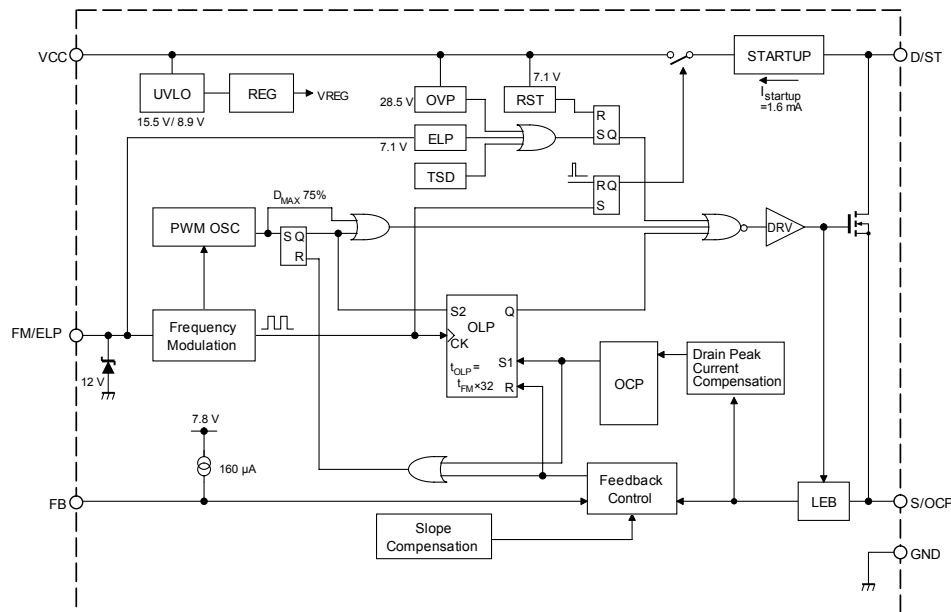 VCC
D/ST
STARTUP
I startup
=1.6 mA
UVLO
15.5 V/ 8.9 V
REG
VREG
28.5 V
OVP
7.1 V
RST
R
S Q
7.1 V
ELP
TSD
R Q
S
D MAX 75%
PWM OSC
S Q
R
DRV
FM/ELP
12 V
Frequency
Modulation
S2
Q
OLP
CK
S1
t OLP =
t FM ×32
R
OCP
Drain Peak
Current
Compensation
7.8 V
160 µA
FB
Feedback
Control
LEB
S/OCP
Slope
Compensation
GND